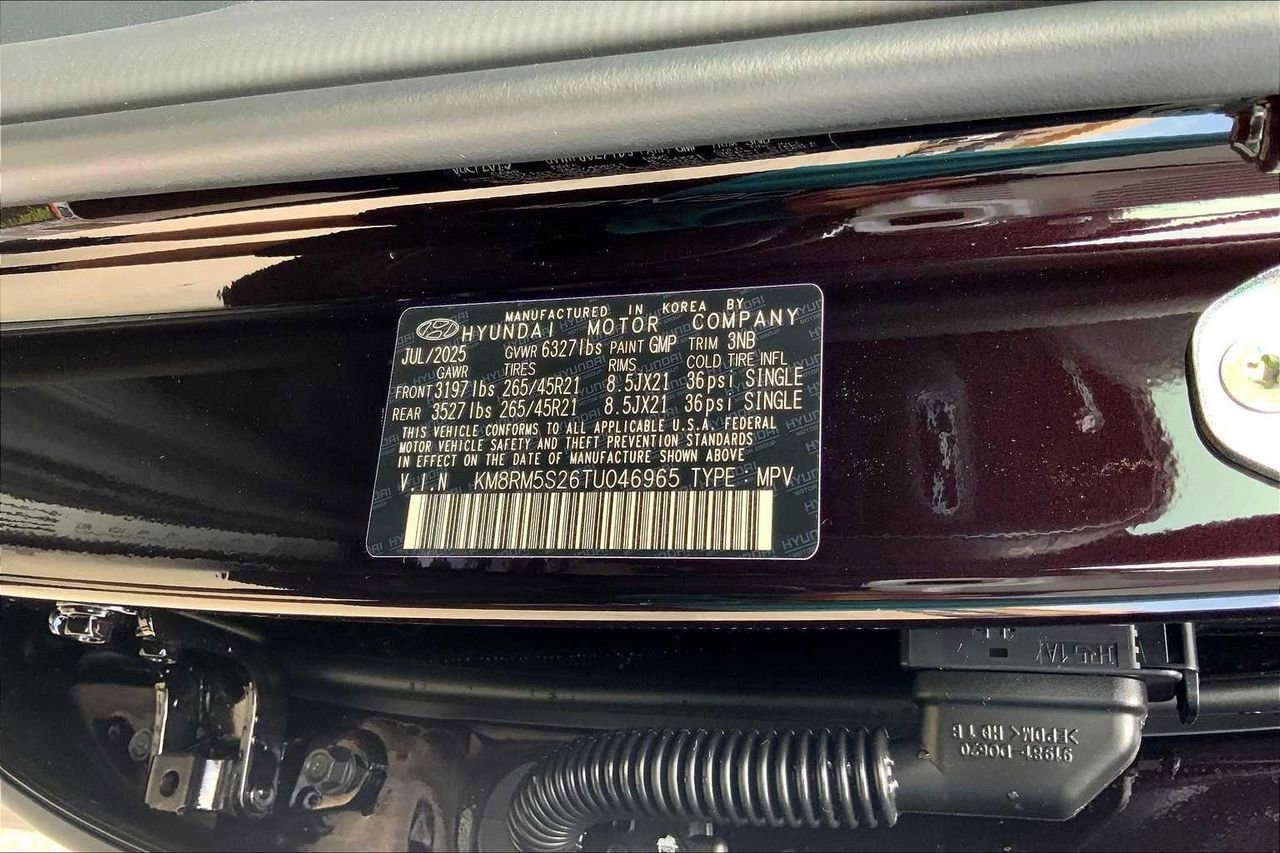 MANUFACTURED IN KOREA BY
HYUNDAI MOTOR COMPANY
JUL/2025 GVWR 6327lbs PAINT GMP TRIM 3NB
GAWR TIRES RIMS COLD TIRE INFL
FRONT 3197lbs 265/45R21 8.5JX21 36psi SINGLE
REAR 3527lbs 265/45R21 8.5JX21 36psi SINGLE
THIS VEHICLE CONFORMS TO ALL APPLICABLE U.S.A. FEDERAL
MOTOR VEHICLE SAFETY AND THEFT PREVENTION STANDARDS
IN EFFECT ON THE DATE OF MANUFACTURE SHOWN ABOVE
V.I.N KM8RM5S26TU046965 TYPE : MPV
>EPDM<